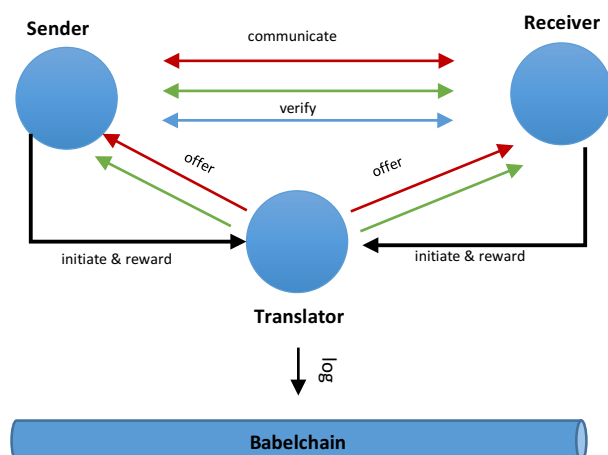 Sender
Receiver
communicate
verify
offer
offer
initiate & reward
initiate & reward
Translator
log
Babelchain